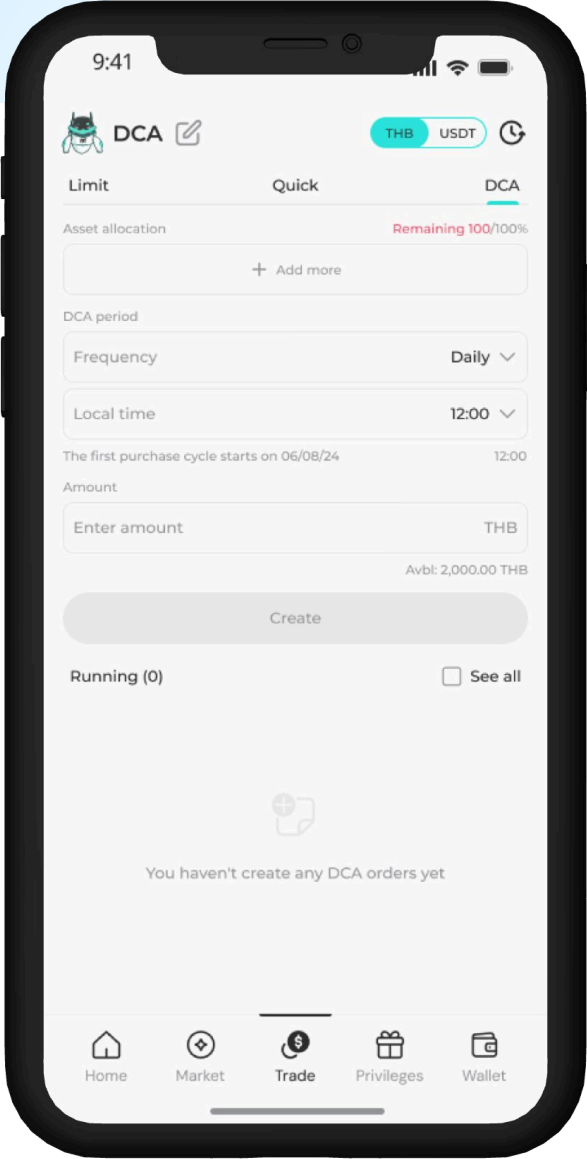 9:41
DCA THB USDT
Limit Quick DCA
Asset allocation Remaining 100/100%
+ Add more
DCA period
Frequency Daily
Local time 12:00
The first purchase cycle starts on 06/08/24 12:00
Amount
Enter amount THB
Avbl: 2,000.00 THB
Create
Running (0) See all
You haven't create any DCA orders yet
Home Market Trade Privileges Wallet